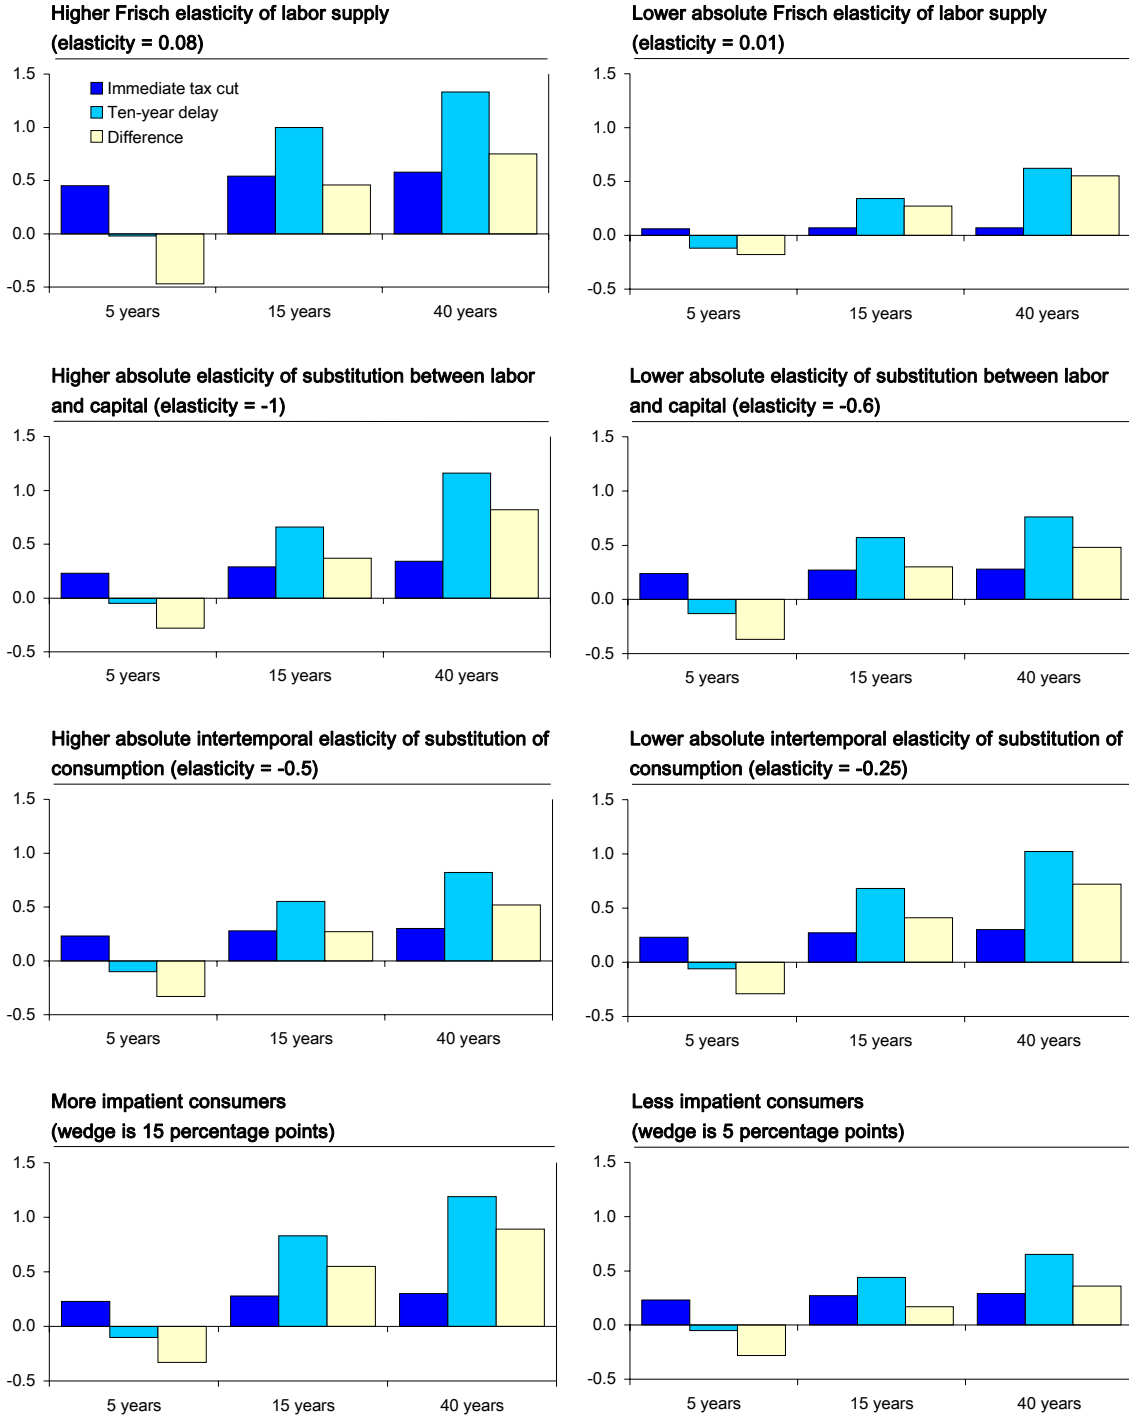 Higher Frisch elasticity of labor supply
(elasticity = 0.08)
1.5
1.0
0.5
0.0
-0.5
Immediate tax cut
Ten-year delay
Difference
5 years
15 years
40 years
Lower absolute Frisch elasticity of labor supply
(elasticity = 0.01)
1.5
1.0
0.5
0.0
-0.5
5 years
15 years
40 years
Higher absolute elasticity of substitution between labor
and capital (elasticity = -1)
1.5
1.0
0.5
0.0
-0.5
5 years
15 years
40 years
Lower absolute elasticity of substitution between labor
and capital (elasticity = -0.6)
1.5
1.0
0.5
0.0
-0.5
5 years
15 years
40 years
Higher absolute intertemporal elasticity of substitution of
consumption (elasticity = -0.5)
1.5
1.0
0.5
0.0
-0.5
5 years
15 years
40 years
Lower absolute intertemporal elasticity of substitution of
consumption (elasticity = -0.25)
1.5
1.0
0.5
0.0
-0.5
5 years
15 years
40 years
More impatient consumers
(wedge is 15 percentage points)
1.5
1.0
0.5
0.0
-0.5
5 years
15 years
40 years
Less impatient consumers
(wedge is 5 percentage points)
1.5
1.0
0.5
0.0
-0.5
5 years
15 years
40 years